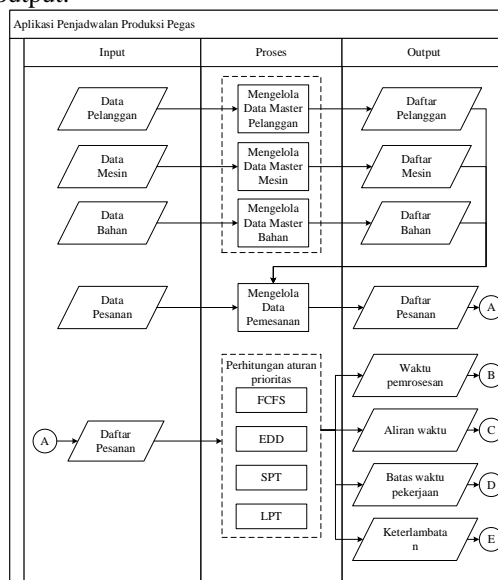 output.
Aplikasi Penjadwalan Produksi Pegas
Input
Proses
Output
Data
Pelanggan
Mengelola
Data Master
Pelanggan
Daftar
Pelanggan
Data
Mesin
Mengelola
Data Master
Mesin
Daftar
Mesin
Data
Bahan
Mengelola
Data Master
Bahan
Daftar
Bahan
Data
Pesanan
Mengelola
Data
Pemesanan
Daftar
Pesanan
A
A
Daftar
Pesanan
Perhitungan aturan
prioritas
FCFS
EDD
SPT
LPT
Waktu
pemrosesan
B
Aliran waktu
C
Batas waktu
pekerjaan
D
Keterlambata
n
E